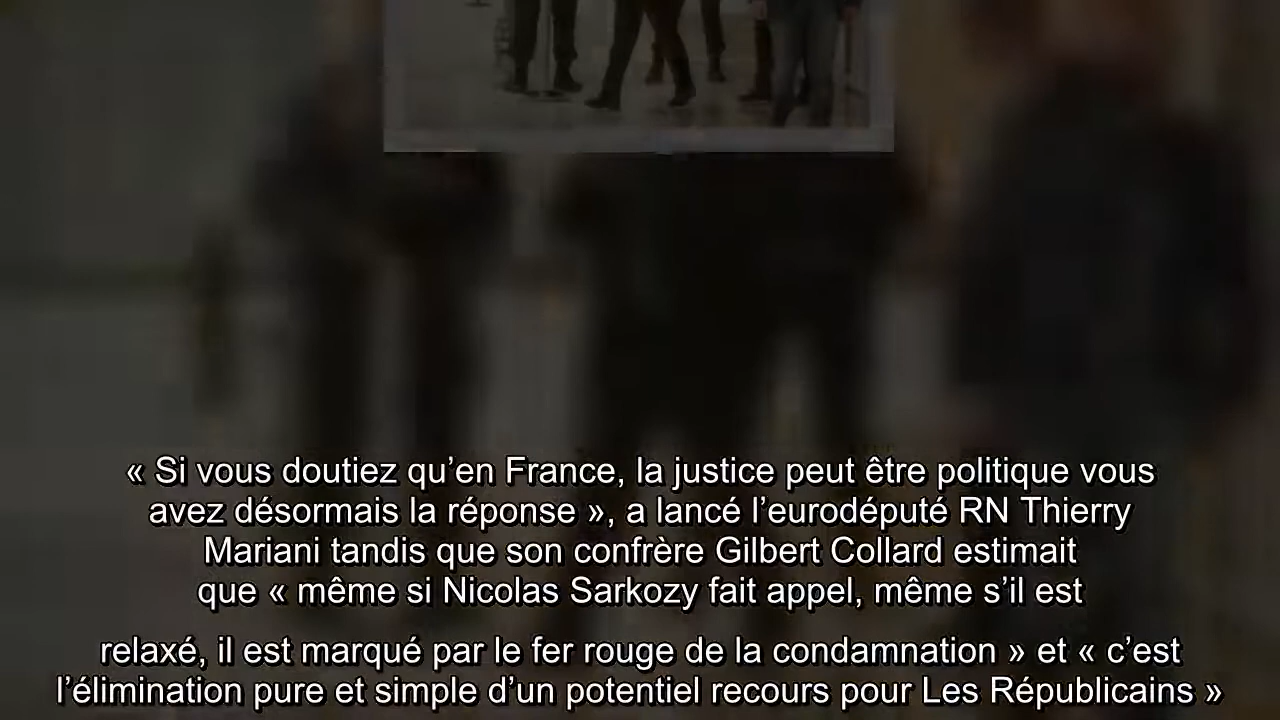 « Si vous doutiez qu’en France, la justice peut être politique vous
avez désormais la réponse », a lancé l’eurodéputé RN Thierry
Mariani tandis que son confrère Gilbert Collard estimait
que « même si Nicolas Sarkozy fait appel, même s’il est
relaxé, il est marqué par le fer rouge de la condamnation » et « c’est
l’élimination pure et simple d’un potentiel recours pour Les Républicains »